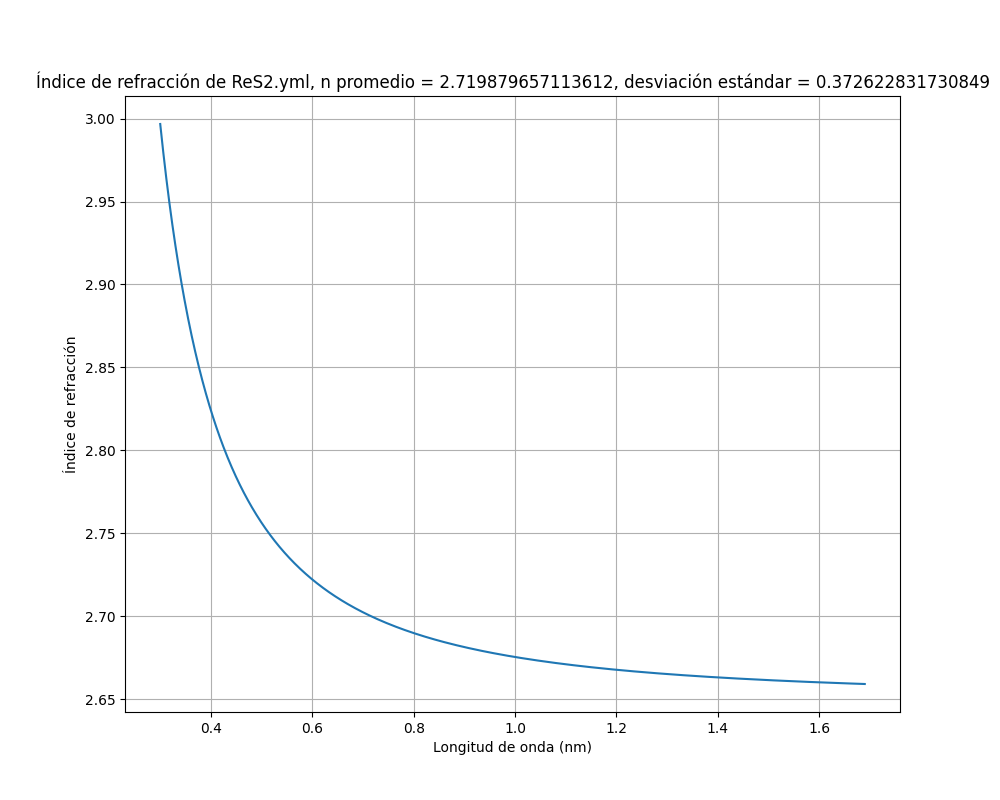 Índice de refracción de ReS2.yml, n promedio = 2.719879657113612, desviación estándar = 0.372622831730849
3.00
2.95
2.90
2.85
2.80
2.75
2.70
2.65
Índice de refracción
0.4 0.6 0.8 1.0 1.2 1.4 1.6
Longitud de onda (nm)